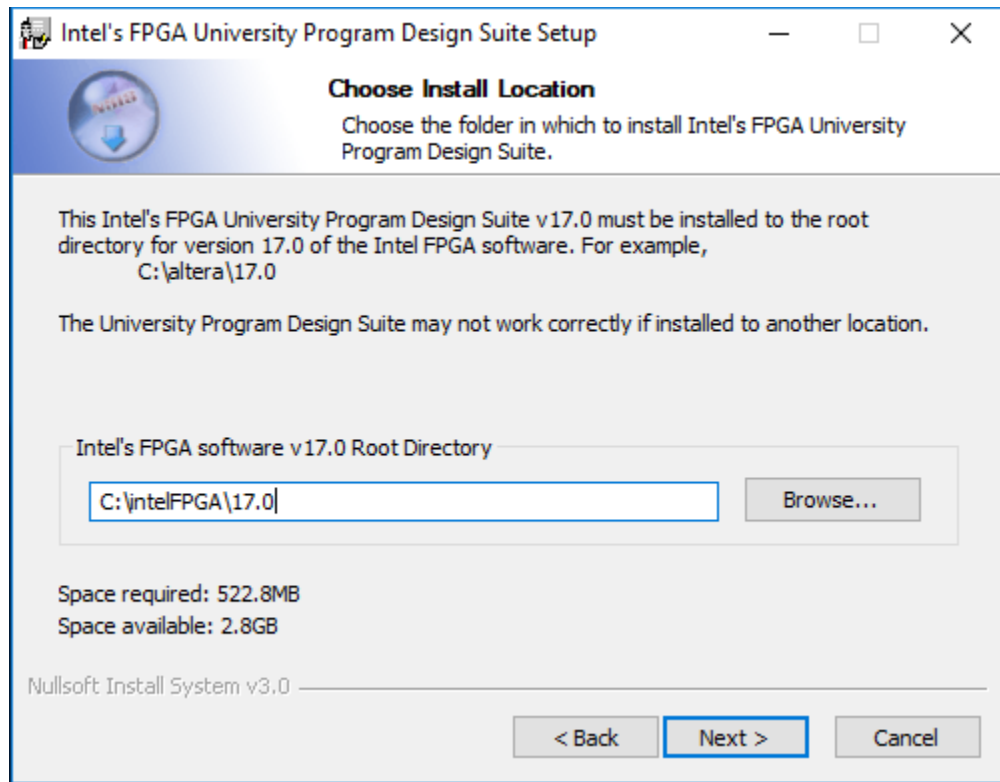 Intel's FPGA University Program Design Suite Setup
Choose Install Location
Choose the folder in which to install Intel's FPGA University
Program Design Suite.
This Intel's FPGA University Program Design Suite v17.0 must be installed to the root
directory for version 17.0 of the Intel FPGA software. For example,
C:\altera\17.0
The University Program Design Suite may not work correctly if installed to another location.
Intel's FPGA software v17.0 Root Directory
C:\intelFPGA\17.0
Browse...
Space required: 522.8MB
Space available: 2.8GB
Nullsoft Install System v3.0
< Back
Next >
Cancel